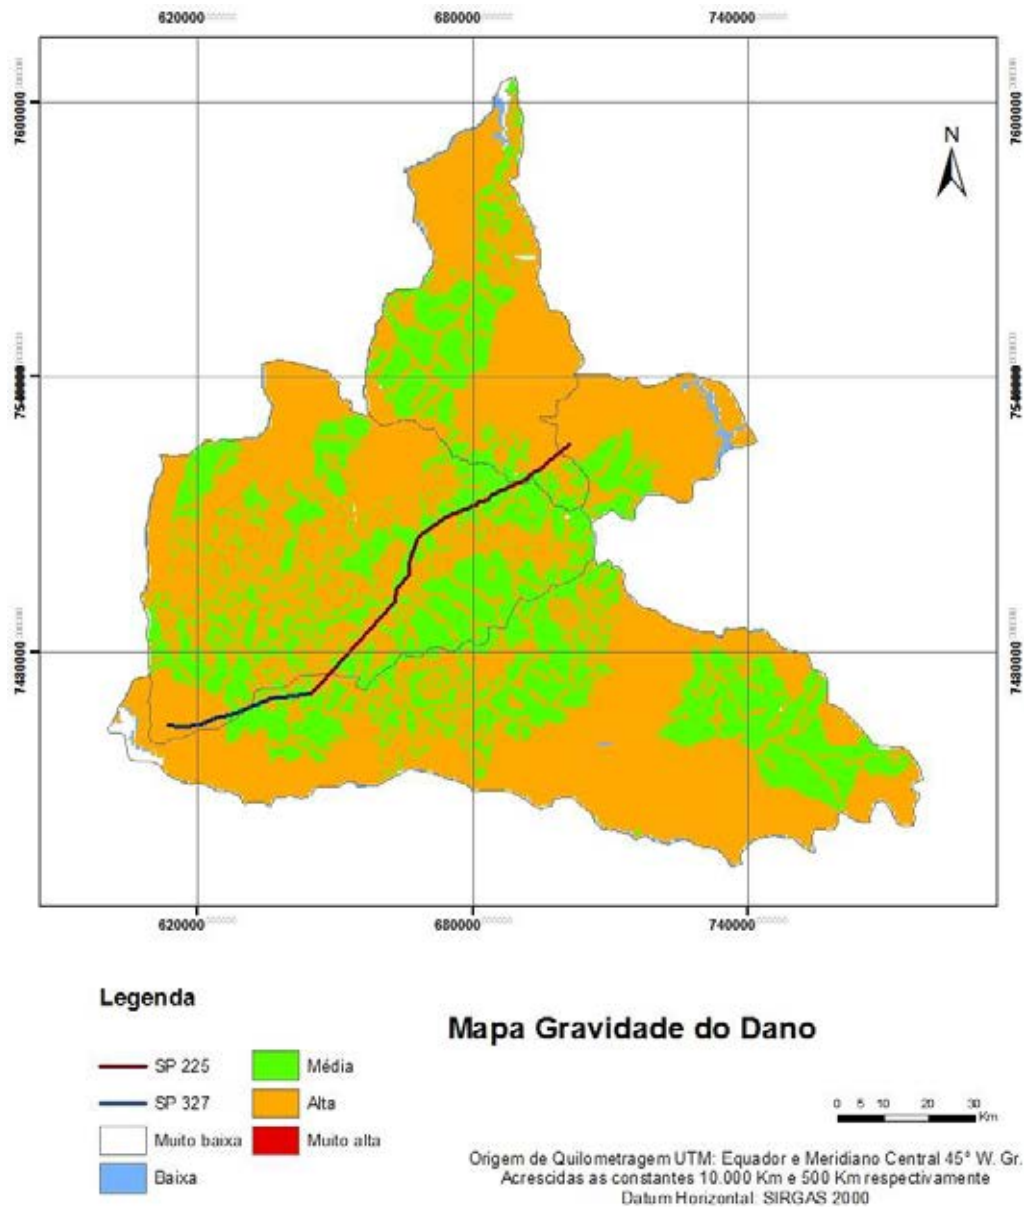 620000 680000 740000
7600000 7600000
N
7540000
7480000 7480000
620000 680000 740000
Legenda
Mapa Gravidade do Dano
SP 225
SP 327
Muito baixa
Baixa
Média
Alta
Muito alta
0 5 10 20 30
Km
Origem de Quilometragem UTM: Equador e Meridiano Central 45° W. Gr.
Acrescidas as constantes 10.000 Km e 500 Km respectivamente
Datum Horizontal: SIRGAS 2000